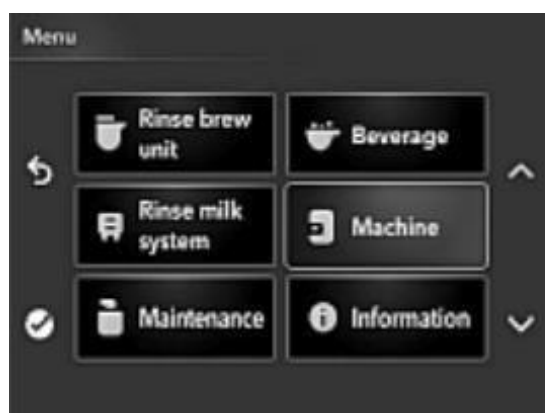 Menu
Rinse brew
unit
Beverage
Rinse milk
system
Machine
Maintenance
Information